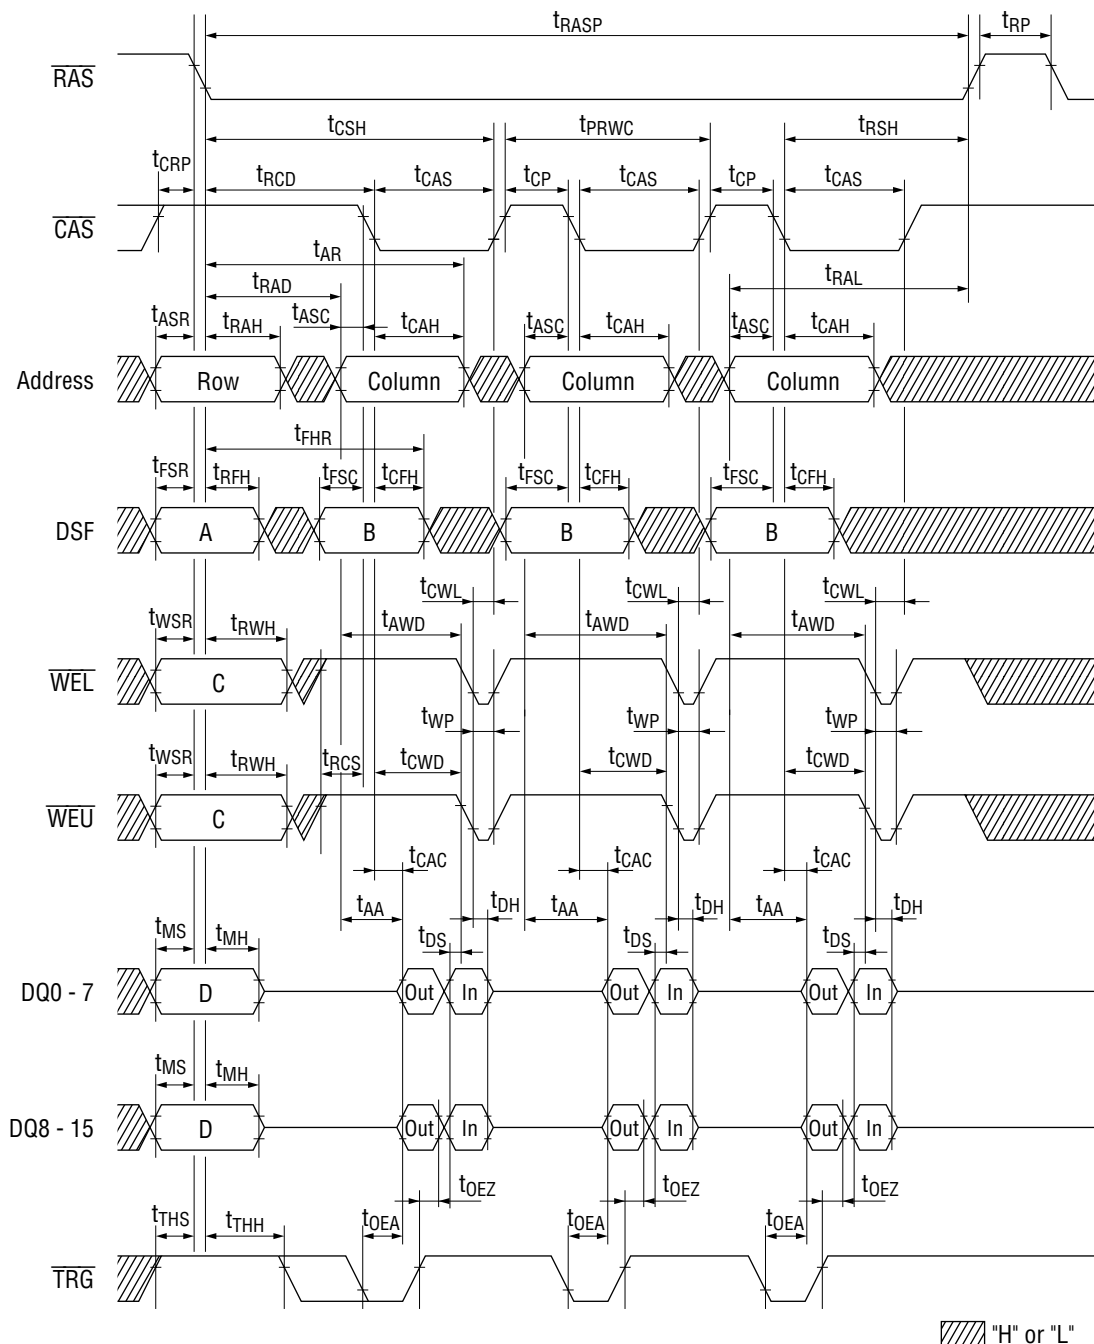 tRASP tRP
RAS
tCSH tPRWC tRSH
tCRP tRCD tCAS tCP tCAS tCP tCAS
CAS
tAR
tRAD tRAL
tASR tRAH tASC tCAH tASC tCAH tASC tCAH
Address Row Column Column Column
tFHR
tFSR tRFH tFSC tCFH tFSC tCFH tFSC tCFH
DSF A B B B
tCWL tCWL tCWL
tWSR tRWH tAWD tAWD tAWD
WEL C
tWP tWP tWP
tWSR tRWH tRCS tCWD tCWD tCWD
WEU C
tCAC tCAC tCAC
tAA tDH tAA tDH tAA tDH
tMS tMH tDS tDS tDS
DQ0 - 7 D Out In Out In Out In
tMS tMH
DQ8 - 15 D Out In Out In Out In
tOEZ tOEZ tOEZ
tTHS tTHH tOEA tOEA tOEA
TRG
"H" or "L"